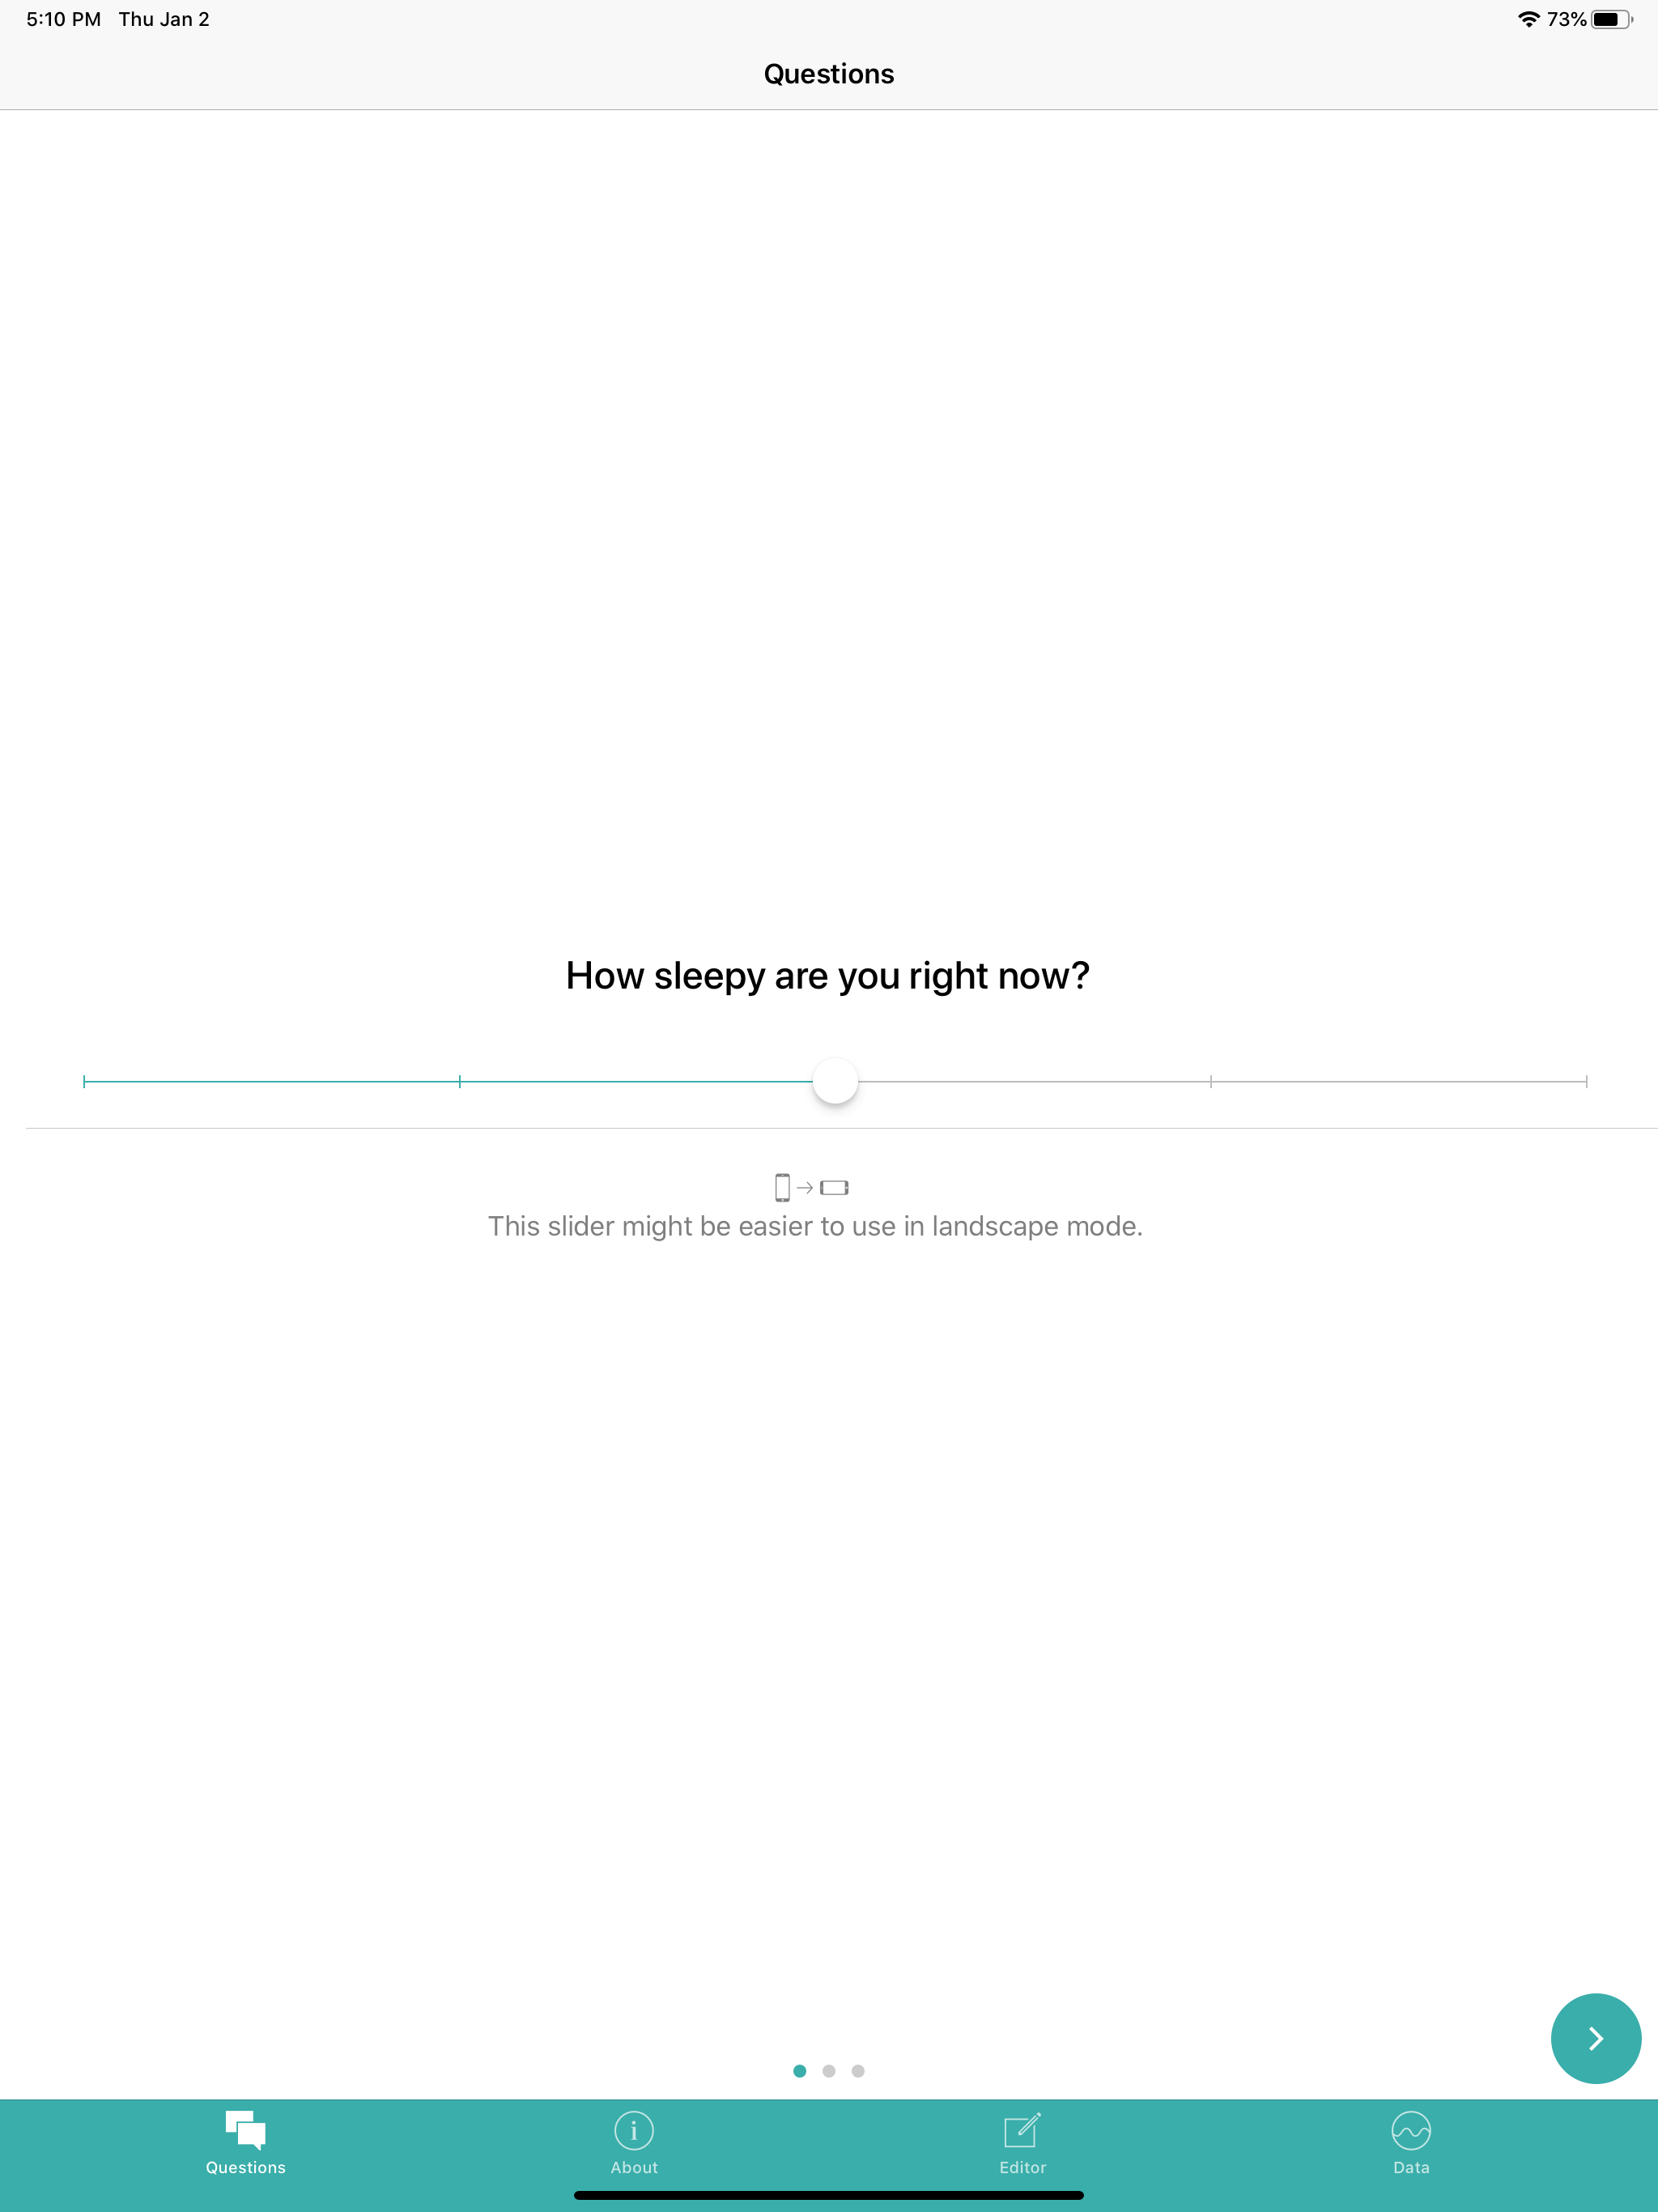 5:10 PM Thu Jan 2 73%
Questions
How sleepy are you right now?
This slider might be easier to use in landscape mode.
Questions About Editor Data